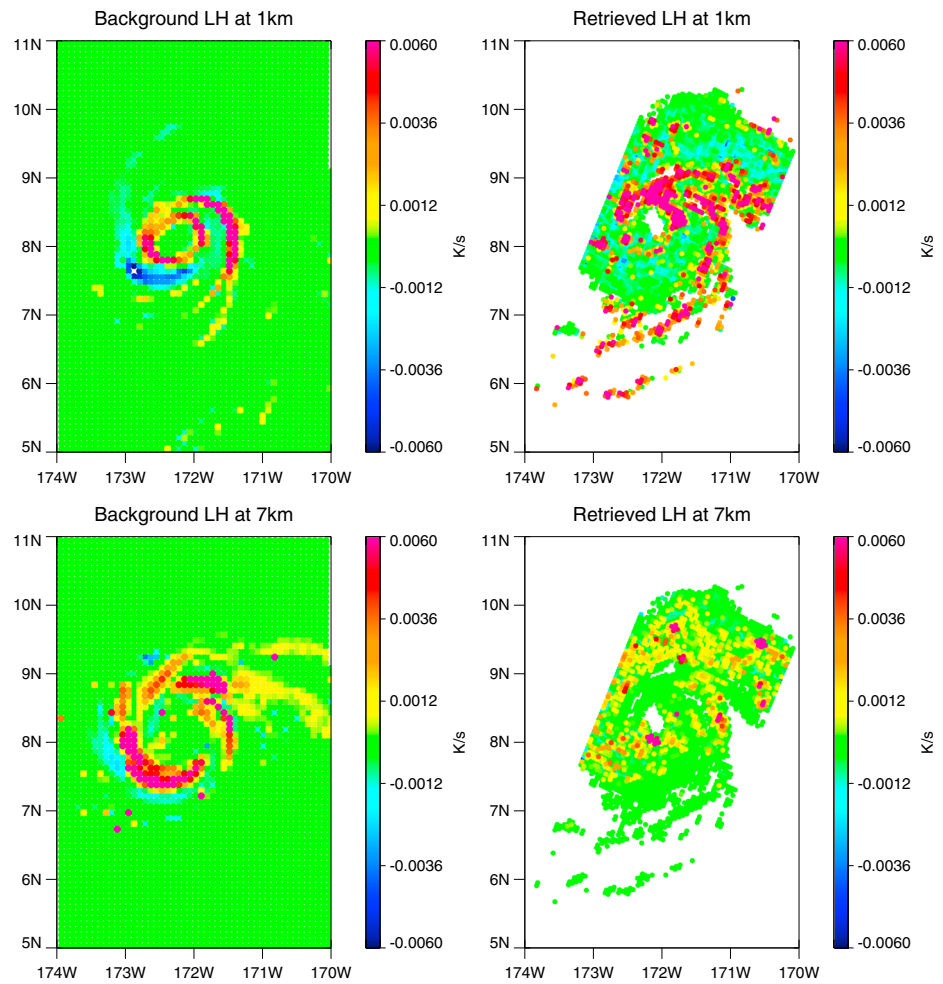 Background LH at 1km
Retrieved LH at 1km
11N
10N
9N
8N
7N
6N
5N
174W 173W 172W 171W 170W
0.0060
0.0036
0.0012
-0.0012
-0.0036
-0.0060
K/s
11N
10N
9N
8N
7N
6N
5N
174W 173W 172W 171W 170W
0.0060
0.0036
0.0012
-0.0012
-0.0036
-0.0060
K/s
Background LH at 7km
Retrieved LH at 7km
11N
10N
9N
8N
7N
6N
5N
174W 173W 172W 171W 170W
0.0060
0.0036
0.0012
-0.0012
-0.0036
-0.0060
K/s
11N
10N
9N
8N
7N
6N
5N
174W 173W 172W 171W 170W
0.0060
0.0036
0.0012
-0.0012
-0.0036
-0.0060
K/s